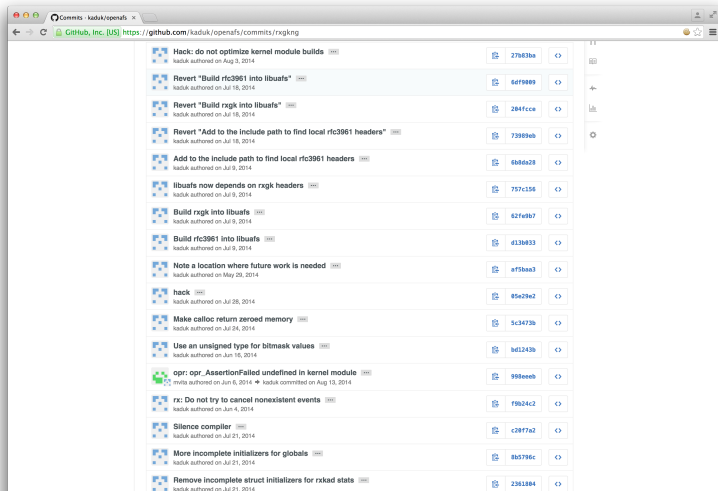 Commits · kaduk/openafs
GitHub, Inc. [US] https://github.com/kaduk/openafs/commits/rxgkng
Hack: do not optimize kernel module builds
kaduk authored on Aug 3, 2014
27b83ba
Revert "Build rfc3961 into libuafs"
kaduk authored on Jul 18, 2014
6df9009
Revert "Build rxgk into libuafs"
kaduk authored on Jul 18, 2014
204fcca
Revert "Add to the include path to find local rfc3961 headers"
kaduk authored on Jul 18, 2014
73989eb
Add to the include path to find local rfc3961 headers
kaduk authored on Jul 9, 2014
6b8da28
libuafs now depends on rxgk headers
kaduk authored on Jul 9, 2014
757c156
Build rxgk into libuafs
kaduk authored on Jul 9, 2014
62fe9b7
Build rfc3961 into libuafs
kaduk authored on Jul 9, 2014
d13b033
Note a location where future work is needed
kaduk authored on May 29, 2014
af5baa3
hack
kaduk authored on Jul 28, 2014
05e29e2
Make calloc return zeroed memory
kaduk authored on Jul 24, 2014
5c3473b
Use an unsigned type for bitmask values
kaduk authored on Jun 16, 2014
bd1243b
opr: opr_AssertionFailed undefined in kernel module
mvita authored on Jun 6, 2014 kaduk committed on Aug 13, 2014
998eeeb
rx: Do not try to cancel nonexistent events
kaduk authored on Jun 4, 2014
f9b24c2
Silence compiler
kaduk authored on Jul 21, 2014
c20f7a2
More incomplete initializers for globals
kaduk authored on Jul 21, 2014
8b5796c
Remove incomplete struct initializers for rxkad stats
kaduk authored on Jul 21, 2014
2361804